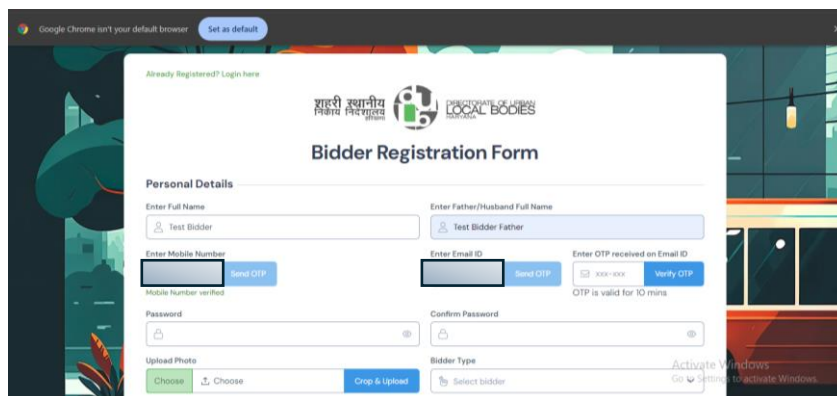 Google Chrome isn't your default browser Set as default
Already Registered? Login here
शहरी स्थानीय
निकाय निदेशालय
हरियाणा
DIRECTORATE OF URBAN
LOCAL BODIES
HARYANA
Bidder Registration Form
Personal Details
Enter Full Name Enter Father/Husband Full Name
Test Bidder Test Bidder Father
Enter Mobile Number Enter Email ID Enter OTP received on Email ID
Send OTP Send OTP xxx-xxx Verify OTP
Mobile Number verified OTP is valid for 10 mins
Password Confirm Password
Upload Photo Bidder Type
Choose Choose Crop & Upload Select bidder
Activate Windows
Go to Settings to activate Windows.